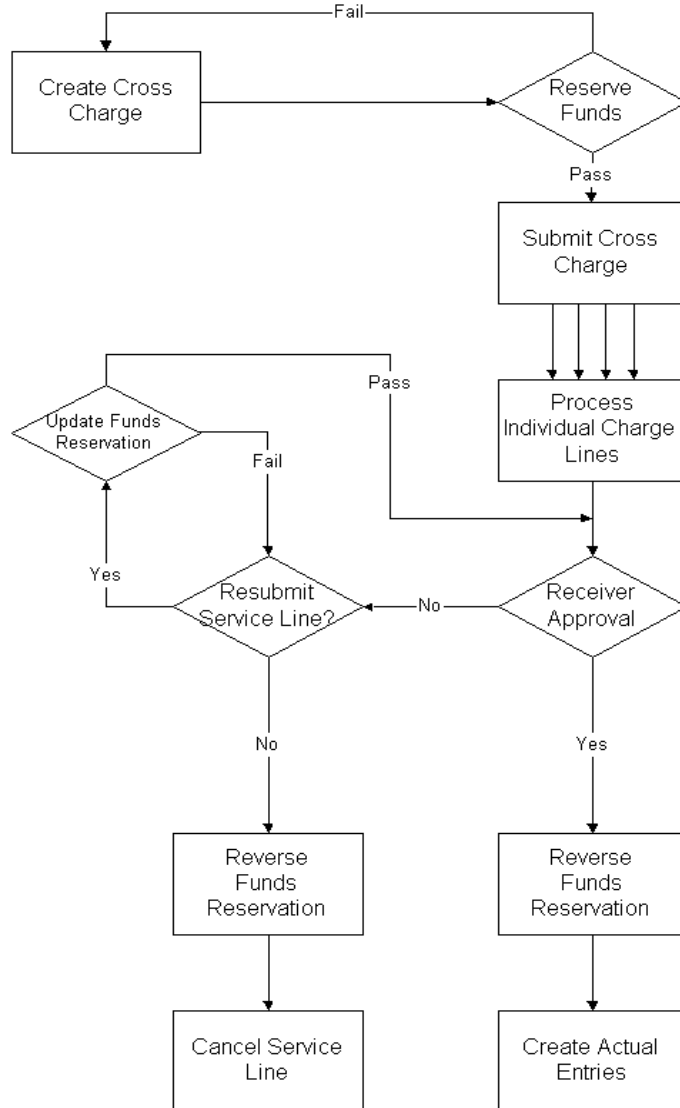 Fail
Create Cross
Charge
Reserve
Funds
Pass
Submit Cross
Charge
Pass
Process
Individual Charge
Lines
Update Funds
Reservation
Fail
Yes
Resubmit
Service Line?
No
Receiver
Approval
No
Yes
Reverse
Funds
Reservation
Reverse
Funds
Reservation
Cancel Service
Line
Create Actual
Entries